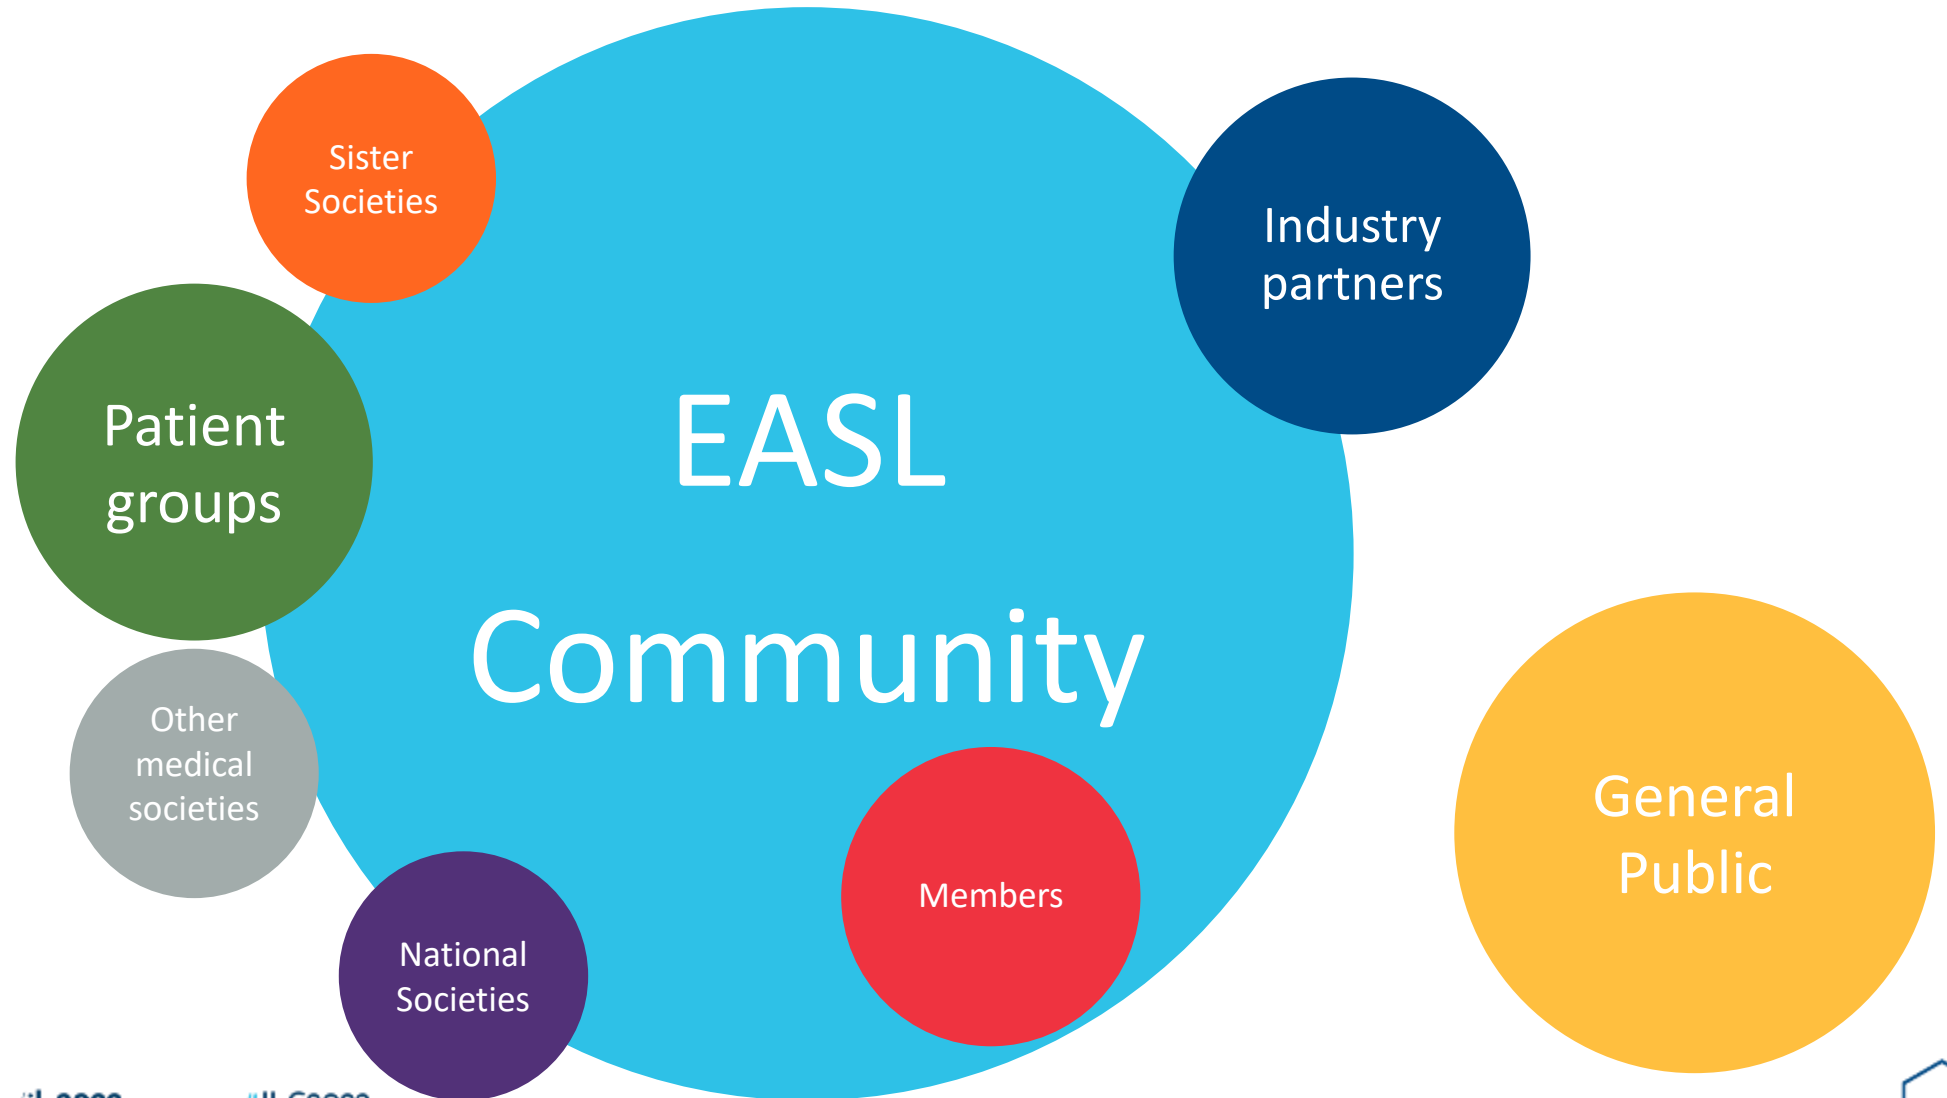 Sister
Societies
Industry
partners
Patient
groups
EASL
Community
Other
medical
societies
General
Public
Members
National
Societies